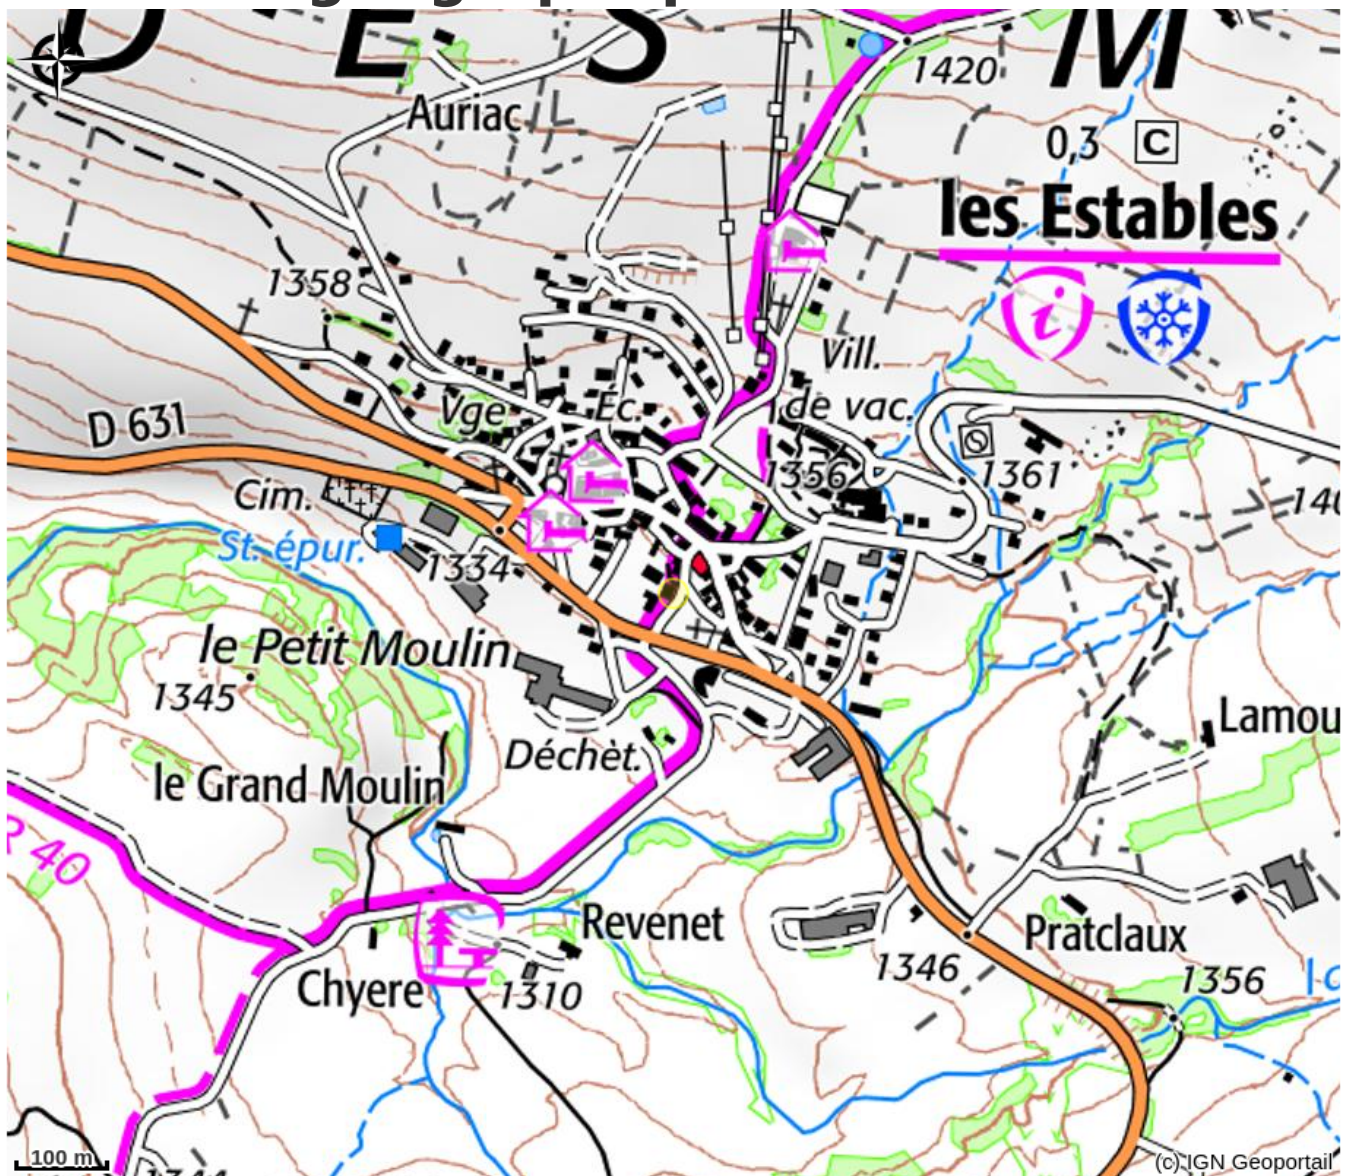 D E S M
1420
Auriac
0,3 C
les Estables
1358
i
Vill.
de vac.
Vge
Éc.
D 631
1356
1361
Cim.
St. épur.
1334
le Petit Moulin
1345
Lamou
Déchèt.
le Grand Moulin
R 40
Revenet
Pratclaux
1346
Chyere
1310
1356
100 m
(c) IGN Geoportail